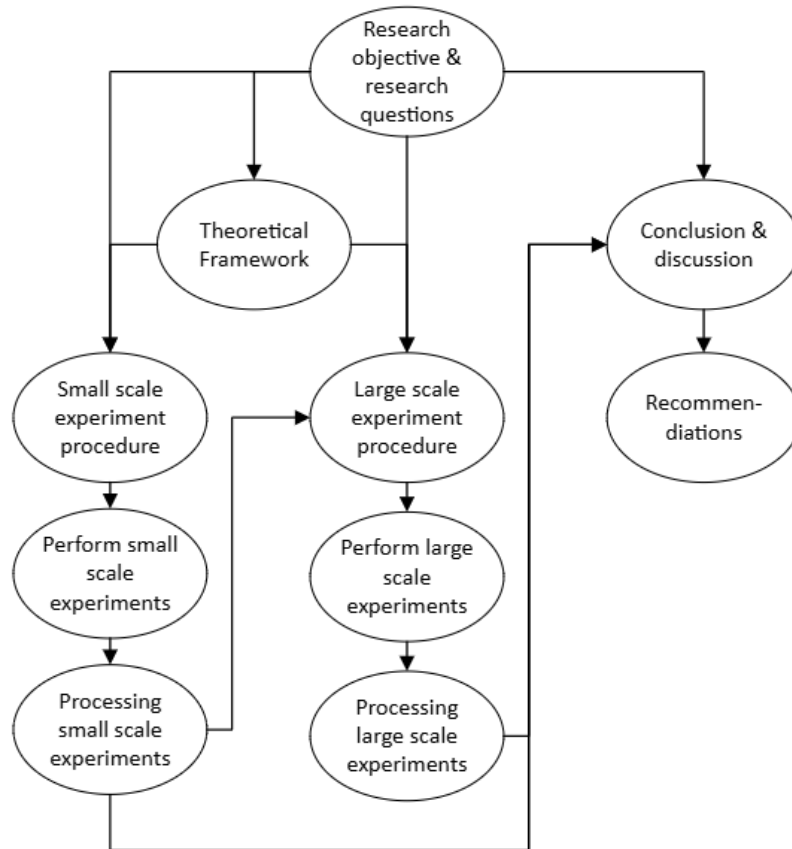 Research
objective &
research
questions
Theoretical
Framework
Conclusion &
discussion
Small scale
experiment
procedure
Large scale
experiment
procedure
Recommen-
diations
Perform small
scale
experiments
Perform large
scale
experiments
Processing
small scale
experiments
Processing
large scale
experiments